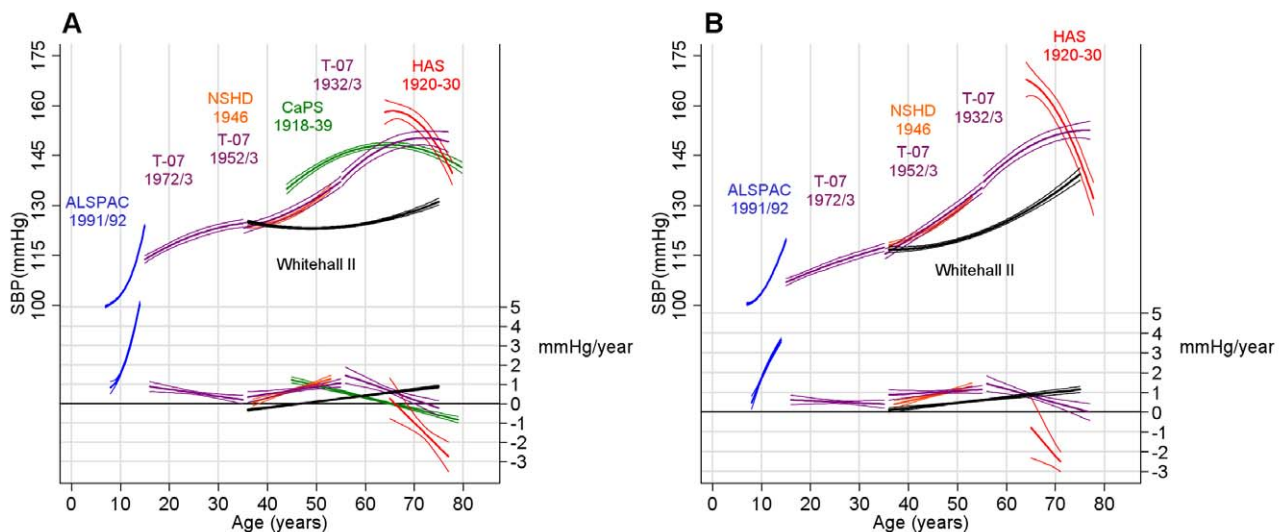 A
175
160
145
130
115
100
SBP(mmHg)
ALSPAC
1991/92
T-07
1972/3
NSHD
1946
T-07
1952/3
CaPS
1918-39
T-07
1932/3
HAS
1920-30
Whitehall II
5
4
3
2
1
0
-1
-2
-3
mmHg/year
0 10 20 30 40 50 60 70 80
Age (years)
B
175
160
145
130
115
100
SBP(mmHg)
ALSPAC
1991/92
T-07
1972/3
NSHD
1946
T-07
1952/3
T-07
1932/3
HAS
1920-30
Whitehall II
5
4
3
2
1
0
-1
-2
-3
mmHg/year
0 10 20 30 40 50 60 70 80
Age (years)